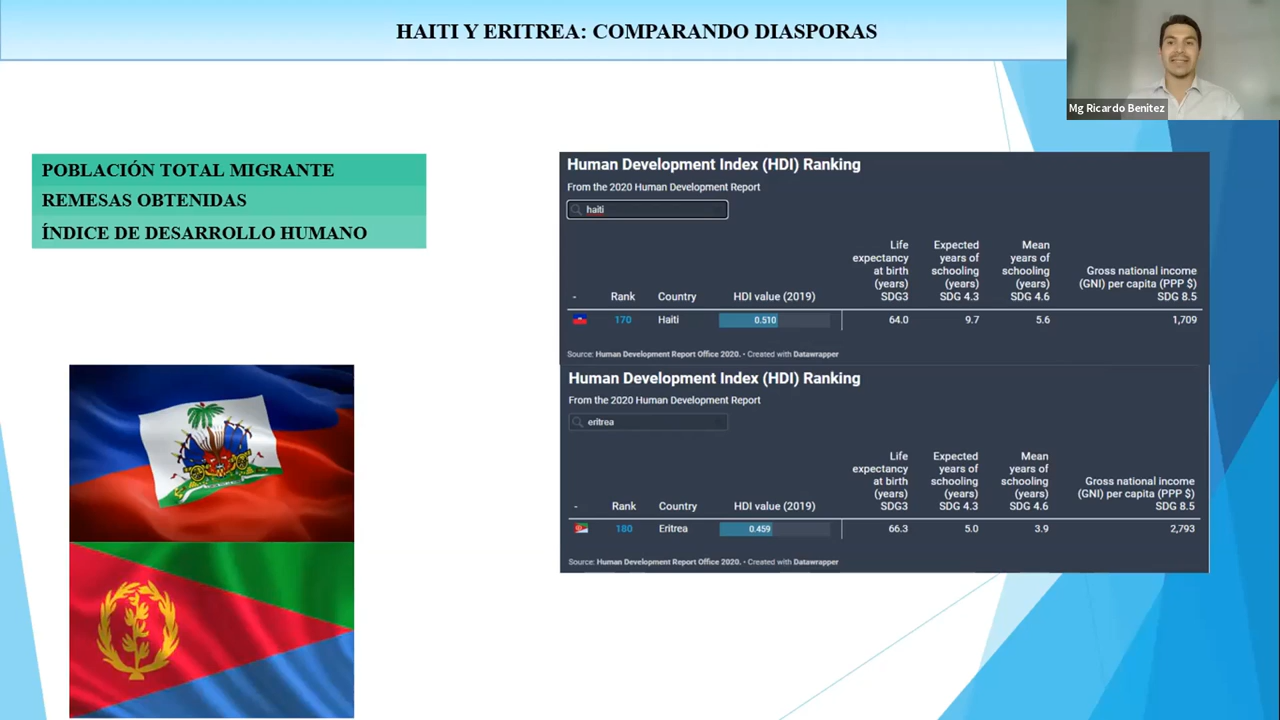 HAITI Y ERITREA: COMPARANDO DIASPORAS
Mg Ricardo Benítez
POBLACIÓN TOTAL MIGRANTE
REMESAS OBTENIDAS
ÍNDICE DE DESARROLLO HUMANO
Human Development Index (HDI) Ranking
From the 2020 Human Development Report
haiti
- Rank Country HDI value (2019) Life expectancy at birth (years) SDG3 Expected years of schooling (years) SDG 4.3 Mean years of schooling (years) SDG 4.6 Gross national income (GNI) per capita (PPP $) SDG 8.5
170 Haiti 0.510 64.0 9.7 5.6 1,709
Source: Human Development Report Office 2020. • Created with Datawrapper
Human Development Index (HDI) Ranking
From the 2020 Human Development Report
eritrea
- Rank Country HDI value (2019) Life expectancy at birth (years) SDG3 Expected years of schooling (years) SDG 4.3 Mean years of schooling (years) SDG 4.6 Gross national income (GNI) per capita (PPP $) SDG 8.5
180 Eritrea 0.459 66.3 5.0 3.9 2,793
Source: Human Development Report Office 2020. • Created with Datawrapper